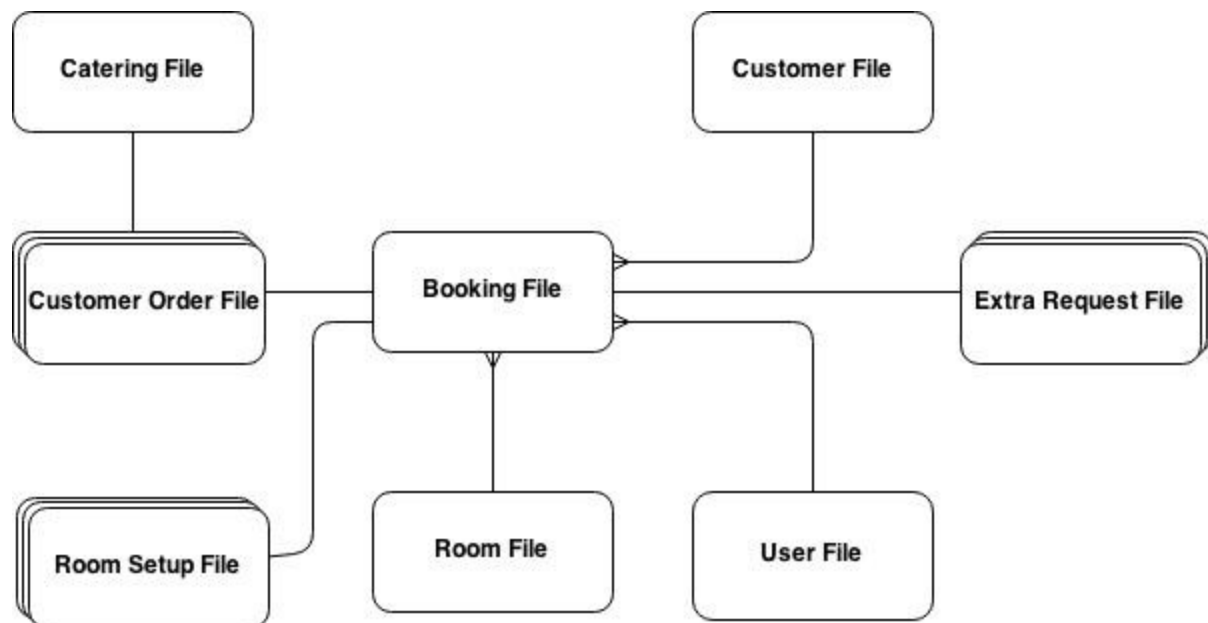 Catering File
Customer File
Customer Order File
Booking File
Extra Request File
Room Setup File
Room File
User File